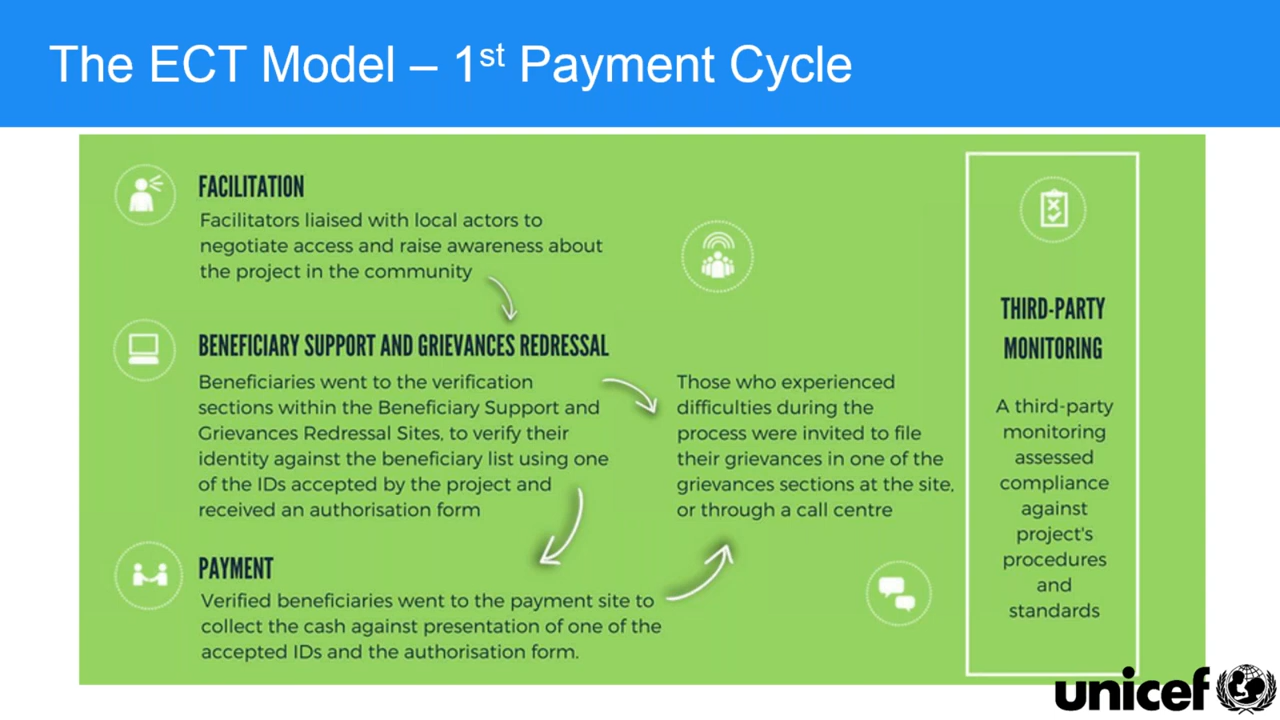 The ECT Model – 1st Payment Cycle
FACILITATION
Facilitators liaised with local actors to
negotiate access and raise awareness about
the project in the community
BENEFICIARY SUPPORT AND GRIEVANCES REDRESSAL
Beneficiaries went to the verification
sections within the Beneficiary Support and
Grievances Redressal Sites, to verify their
identity against the beneficiary list using one
of the IDs accepted by the project and
received an authorisation form
Those who experienced
difficulties during the
process were invited to file
their grievances in one of the
grievances sections at the site,
or through a call centre
PAYMENT
Verified beneficiaries went to the payment site to
collect the cash against presentation of one of the
accepted IDs and the authorisation form.
THIRD-PARTY
MONITORING
A third-party
monitoring
assessed
compliance
against
project's
procedures
and
standards
unicef